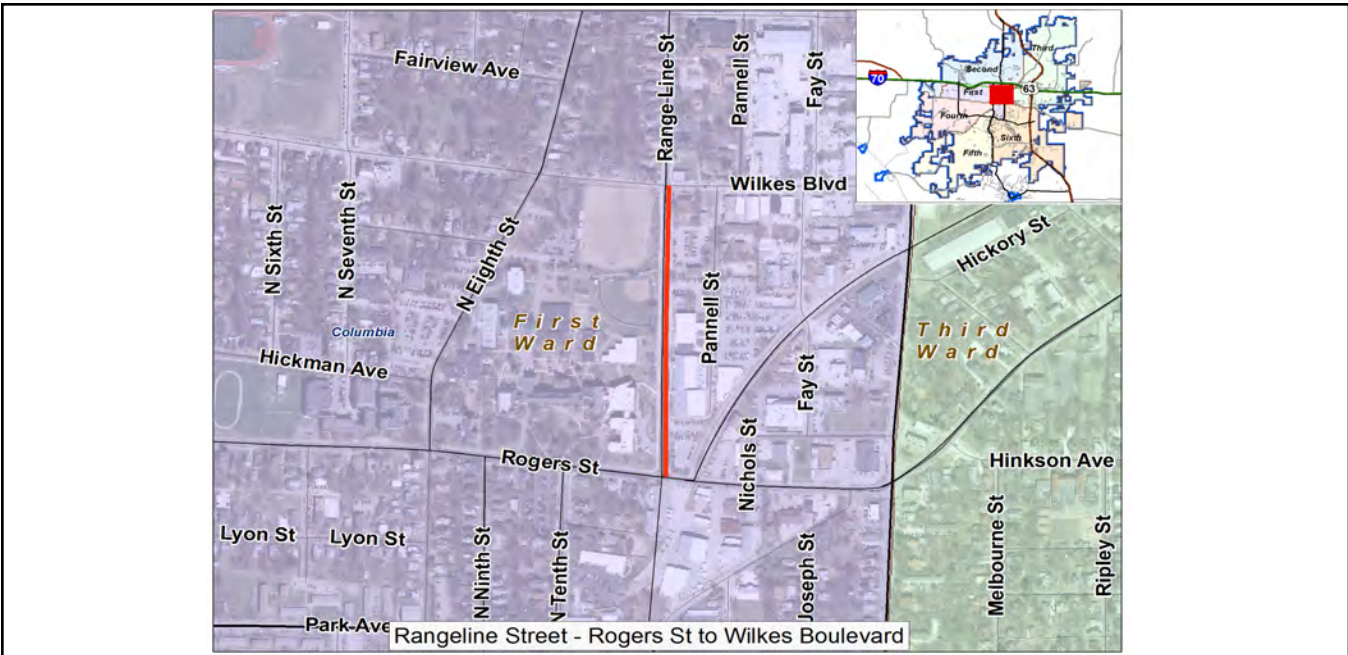 Fairview Ave
Range-Line-St
Pannell St
Fay St
Third
Second
70
First
63
Fourth
Sixth
Fifth
Wilkes Blvd
N Sixth St
N Seventh St
N Eighth St
Hickory St
Columbia
First
Ward
Third
Ward
Pannell St
Hickman Ave
Fay St
Rogers St
Nichols St
Hinkson Ave
Lyon St
Lyon St
N Ninth St
N Tenth St
Joseph St
Melbourne St
Ripley St
Park Ave
Rangeline Street - Rogers St to Wilkes Boulevard